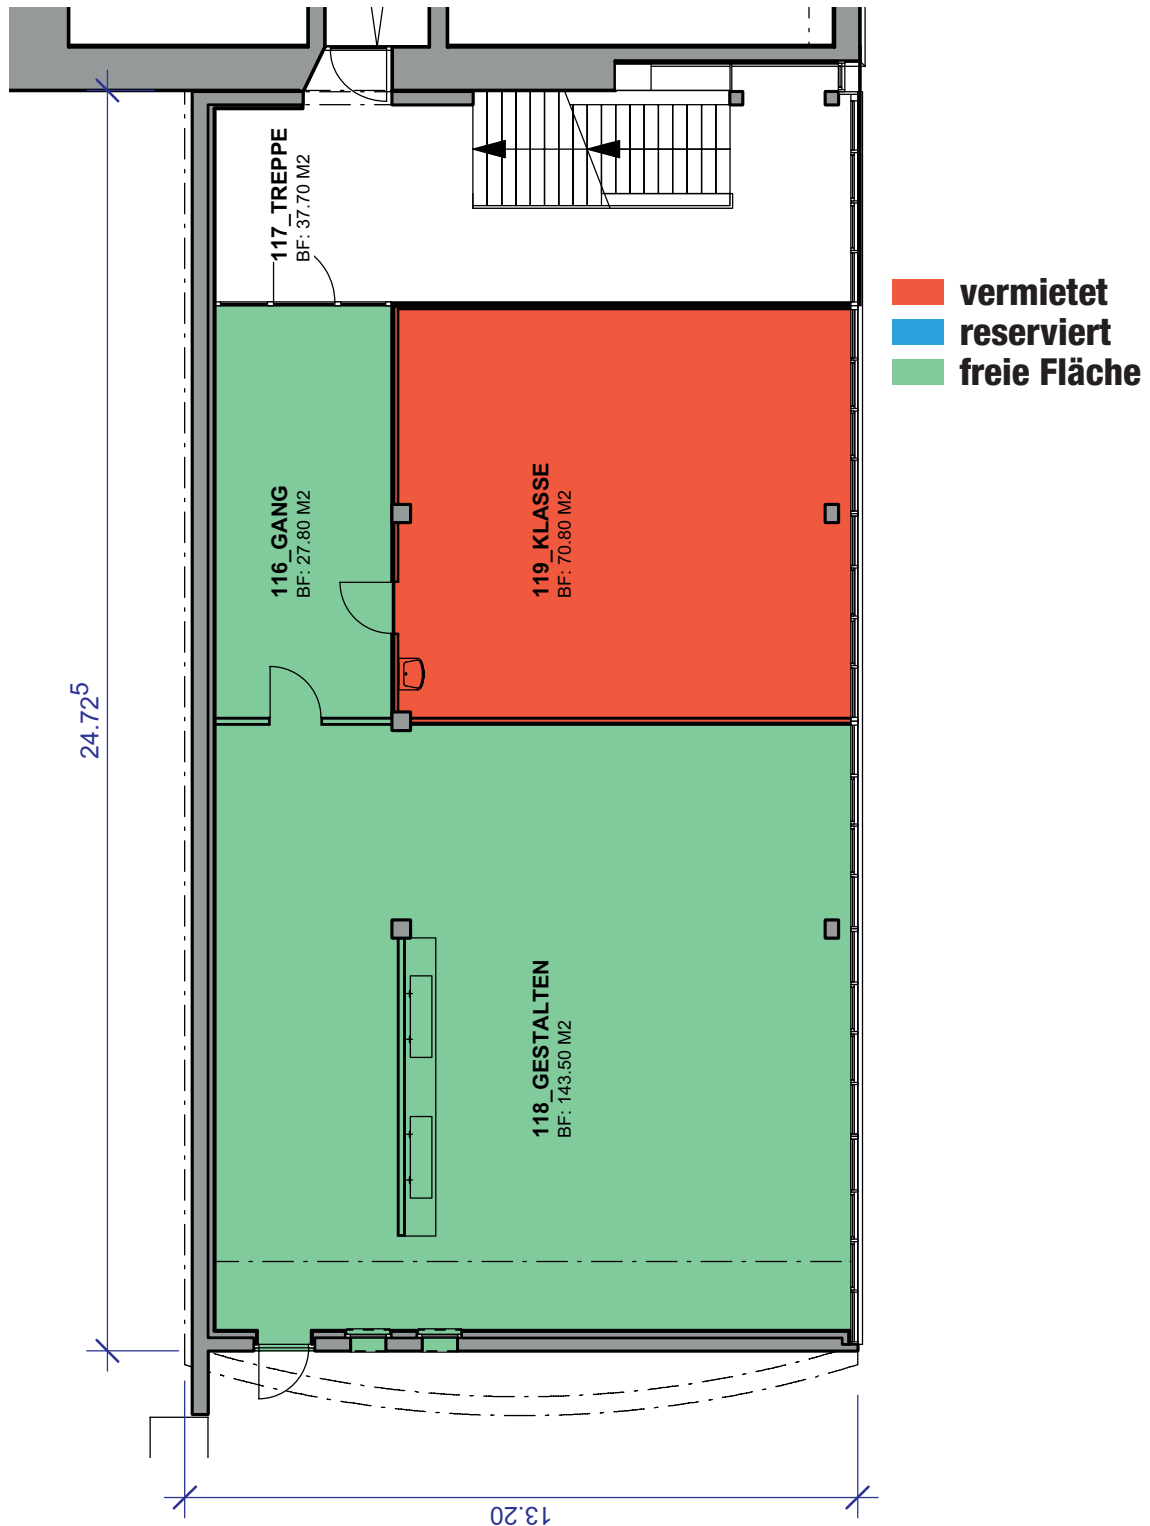 117_TREPPE
BF: 37.70 M2
vermietet
reserviert
freie Fläche
116_GANG
BF: 27.80 M2
119_KLASSE
BF: 70.80 M2
24.72⁵
118_GESTALTEN
BF: 143.50 M2
13.20